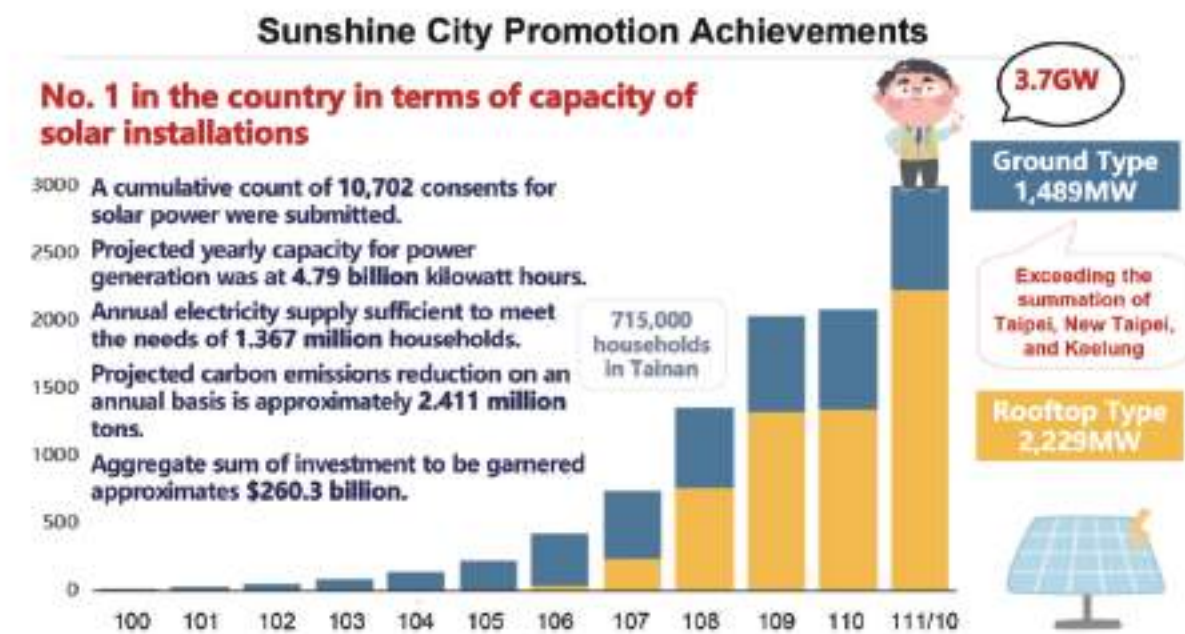 Sunshine City Promotion Achievements
No. 1 in the country in terms of capacity of
solar installations
3.7GW
Ground Type
1,489MW
Exceeding the
summation of
Taipei, New Taipei,
and Keelung
Rooftop Type
2,229MW
A cumulative count of 10,702 consents for
solar power were submitted.
Projected yearly capacity for power
generation was at 4.79 billion kilowatt hours.
Annual electricity supply sufficient to meet
the needs of 1.367 million households.
Projected carbon emissions reduction on an
annual basis is approximately 2.411 million
tons.
Aggregate sum of investment to be garnered
approximates $260.3 billion.
715,000
households
in Tainan
3000
2500
2000
1500
1000
500
0
100 101 102 103 104 105 106 107 108 109 110 111/10